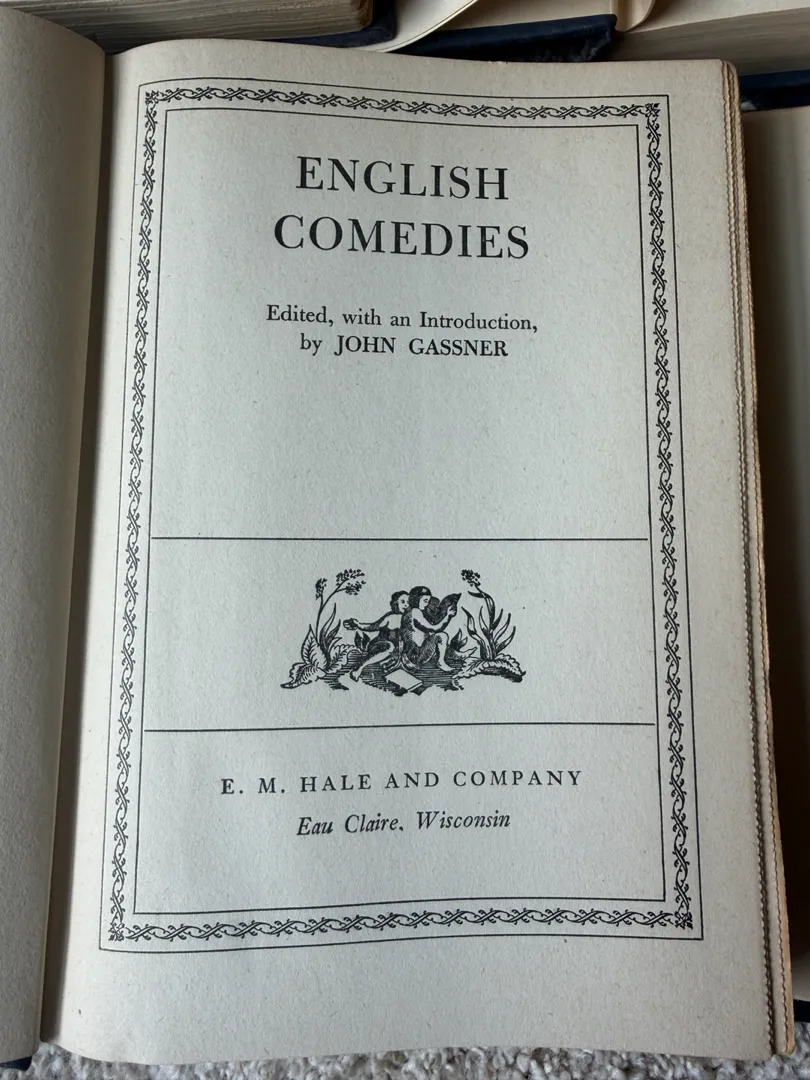 ENGLISH
COMEDIES
Edited, with an Introduction,
by JOHN GASSNER
E. M. HALE AND COMPANY
Eau Claire, Wisconsin